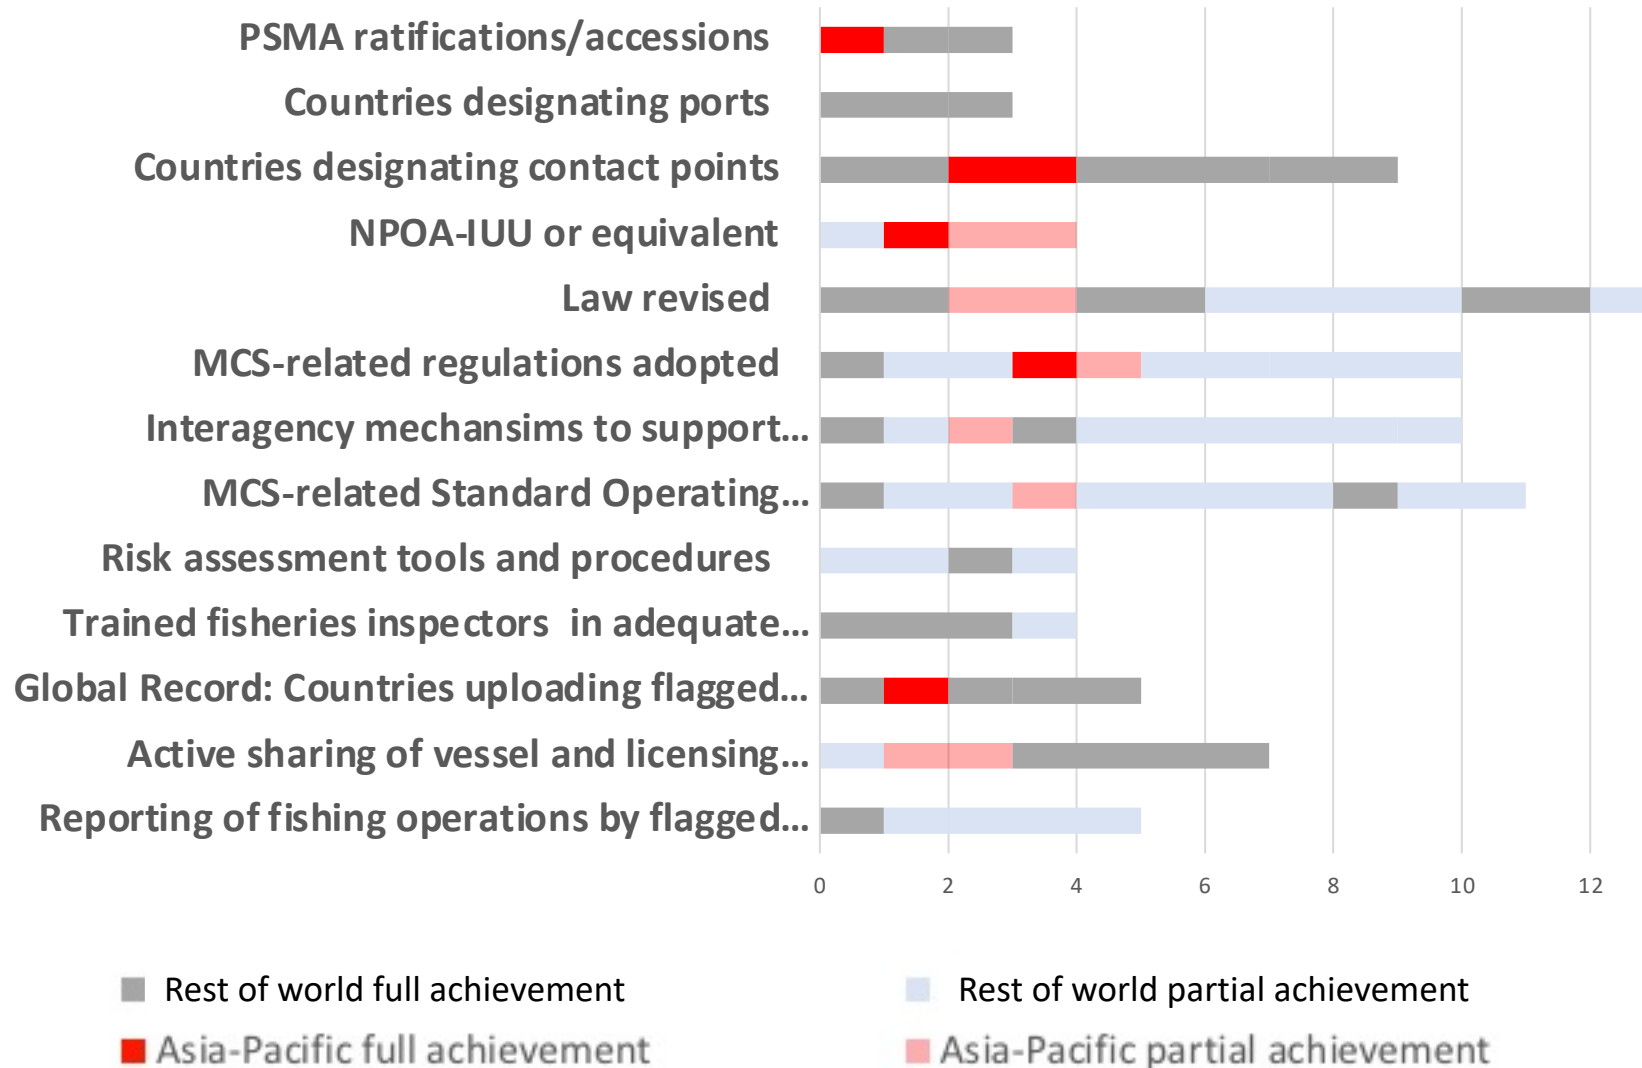 PSMA ratifications/accessions
Countries designating ports
Countries designating contact points
NPOA-IUU or equivalent
Law revised
MCS-related regulations adopted
Interagency mechansims to support...
MCS-related Standard Operating...
Risk assessment tools and procedures
Trained fisheries inspectors  in adequate...
Global Record: Countries uploading flagged...
Active sharing of vessel and licensing...
Reporting of fishing operations by flagged...
0 2 4 6 8 10 12
Rest of world full achievement
Rest of world partial achievement
Asia-Pacific full achievement
Asia-Pacific partial achievement